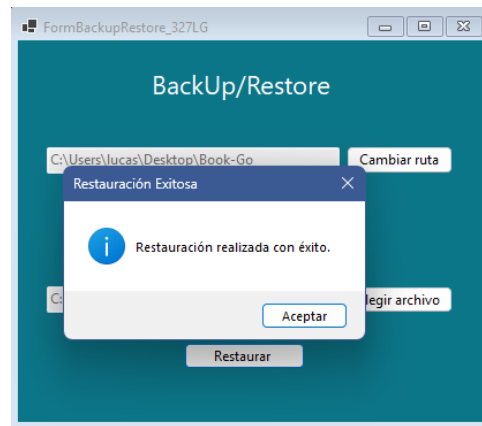 FormBackupRestore_327LG
BackUp/Restore
C:\Users\lucas\Desktop\Book-Go
Cambiar ruta
Restauración Exitosa
Restauración realizada con éxito.
Aceptar
C:
legir archivo
Restaurar